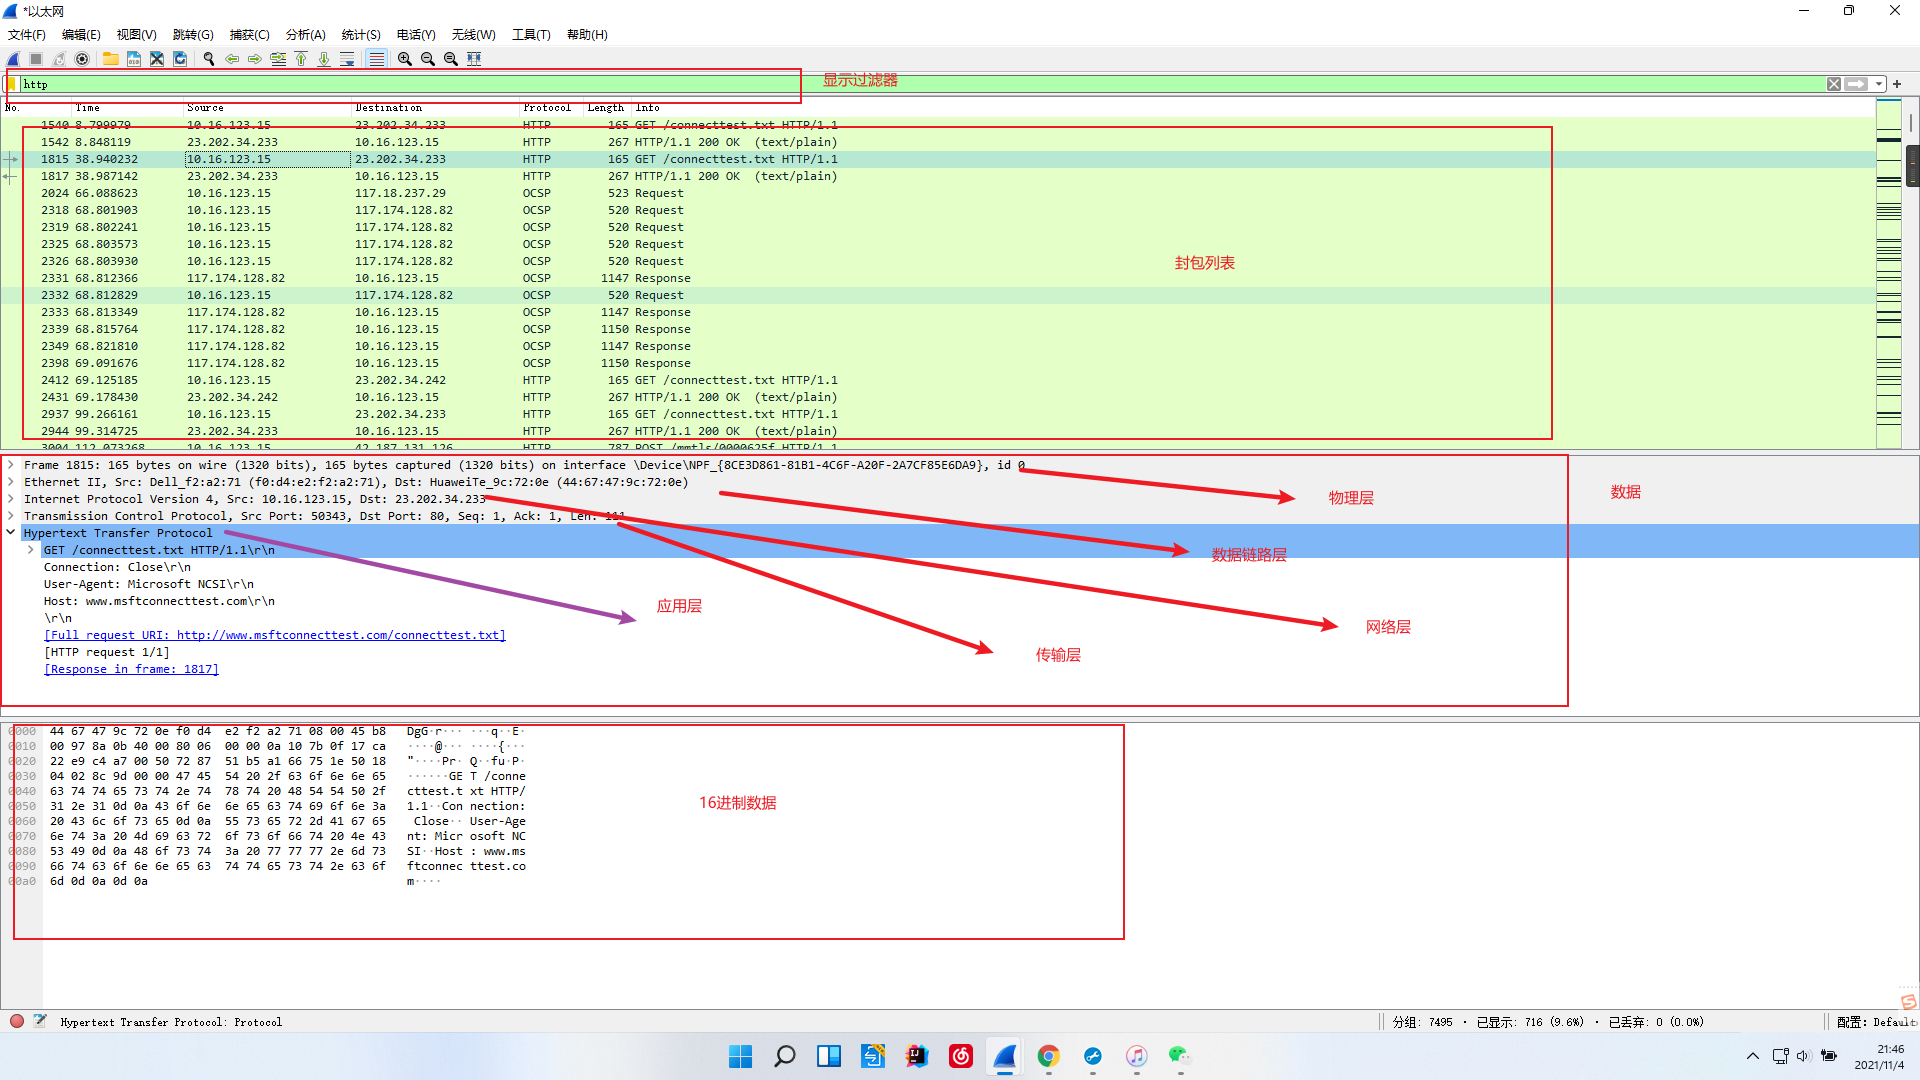 *以太网
文件(F) 编辑(E) 视图(V) 跳转(G) 捕获(C) 分析(A) 统计(S) 电话(Y) 无线(W) 工具(T) 帮助(H)
http
显示过滤器
No. Time Source Destination Protocol Length Info
1540 8.799979 10.16.123.15 23.202.34.233 HTTP 165 GET /connecttest.txt HTTP/1.1
1542 8.848119 23.202.34.233 10.16.123.15 HTTP 267 HTTP/1.1 200 OK (text/plain)
1815 38.940232 10.16.123.15 23.202.34.233 HTTP 165 GET /connecttest.txt HTTP/1.1
1817 38.987142 23.202.34.233 10.16.123.15 HTTP 267 HTTP/1.1 200 OK (text/plain)
2024 66.088623 10.16.123.15 117.18.237.29 OCSP 523 Request
2318 68.801903 10.16.123.15 117.174.128.82 OCSP 520 Request
2319 68.802241 10.16.123.15 117.174.128.82 OCSP 520 Request
2325 68.803573 10.16.123.15 117.174.128.82 OCSP 520 Request
2326 68.803930 10.16.123.15 117.174.128.82 OCSP 520 Request
封包列表
2331 68.812366 117.174.128.82 10.16.123.15 OCSP 1147 Response
2332 68.812829 10.16.123.15 117.174.128.82 OCSP 520 Request
2333 68.813349 117.174.128.82 10.16.123.15 OCSP 1147 Response
2339 68.815764 117.174.128.82 10.16.123.15 OCSP 1150 Response
2349 68.821810 117.174.128.82 10.16.123.15 OCSP 1147 Response
2398 69.091676 117.174.128.82 10.16.123.15 OCSP 1150 Response
2412 69.125185 10.16.123.15 23.202.34.242 HTTP 165 GET /connecttest.txt HTTP/1.1
2431 69.178430 23.202.34.242 10.16.123.15 HTTP 267 HTTP/1.1 200 OK (text/plain)
2937 99.266161 10.16.123.15 23.202.34.233 HTTP 165 GET /connecttest.txt HTTP/1.1
2944 99.314725 23.202.34.233 10.16.123.15 HTTP 267 HTTP/1.1 200 OK (text/plain)
3004 112.073268 10.16.123.15 42.187.131.126 HTTP 787 POST /mmtls/0000625f HTTP/1.1
Frame 1815: 165 bytes on wire (1320 bits), 165 bytes captured (1320 bits) on interface \Device\NPF_{8CE3D861-81B1-4C6F-A20F-2A7CF85E6DA9}, id 0
Ethernet II, Src: Dell_f2:a2:71 (f0:d4:e2:f2:a2:71), Dst: HuaweiTe_9c:72:0e (44:67:47:9c:72:0e)
数据
Internet Protocol Version 4, Src: 10.16.123.15, Dst: 23.202.34.233
物理层
Transmission Control Protocol, Src Port: 50343, Dst Port: 80, Seq: 1, Ack: 1, Len: 111
Hypertext Transfer Protocol
GET /connecttest.txt HTTP/1.1\r\n
数据链路层
Connection: Close\r\n
User-Agent: Microsoft NCSI\r\n
Host: www.msftconnecttest.com\r\n
应用层
\r\n
网络层
[Full request URI: http://www.msftconnecttest.com/connecttest.txt]
[HTTP request 1/1]
传输层
[Response in frame: 1817]
0000 44 67 47 9c 72 0e f0 d4 e2 f2 a2 71 08 00 45 b8 DgG·r··· ···q··E·
0010 00 97 8a 0b 40 00 80 06 00 00 0a 10 7b 0f 17 ca ····@··· ····{···
0020 22 e9 c4 a7 00 50 72 87 51 b5 a1 66 75 1e 50 18 "····Pr· Q··fu·P·
0030 04 02 8c 9d 00 00 47 45 54 20 2f 63 6f 6e 6e 65 ······GE T /conne
0040 63 74 74 65 73 74 2e 74 78 74 20 48 54 54 50 2f cttest.t xt HTTP/
0050 31 2e 31 0d 0a 43 6f 6e 6e 65 63 74 69 6f 6e 3a 1.1··Con nection:
16进制数据
0060 20 43 6c 6f 73 65 0d 0a 55 73 65 72 2d 41 67 65 Close·· User-Age
0070 6e 74 3a 20 4d 69 63 72 6f 73 6f 66 74 20 4e 43 nt: Micr osoft NC
0080 53 49 0d 0a 48 6f 73 74 3a 20 77 77 77 2e 6d 73 SI··Host : www.ms
0090 66 74 63 6f 6e 6e 65 63 74 74 65 73 74 2e 63 6f ftconnec ttest.co
00a0 6d 0d 0a 0d 0a m····
Hypertext Transfer Protocol: Protocol
分组: 7495 · 已显示: 716 (9.6%) · 已丢弃: 0 (0.0%)
配置: Default
21:46
2021/11/4